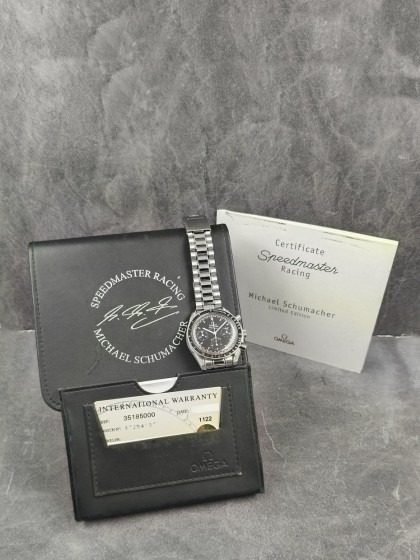 Certificate
Speedmaster
Racing
Michael Schumacher
Limited Edition
OMEGA
SPEEDMASTER RACING
MICHAEL SCHUMACHER
INTERNATIONAL WARRANTY
35185000
1122
OMEGA